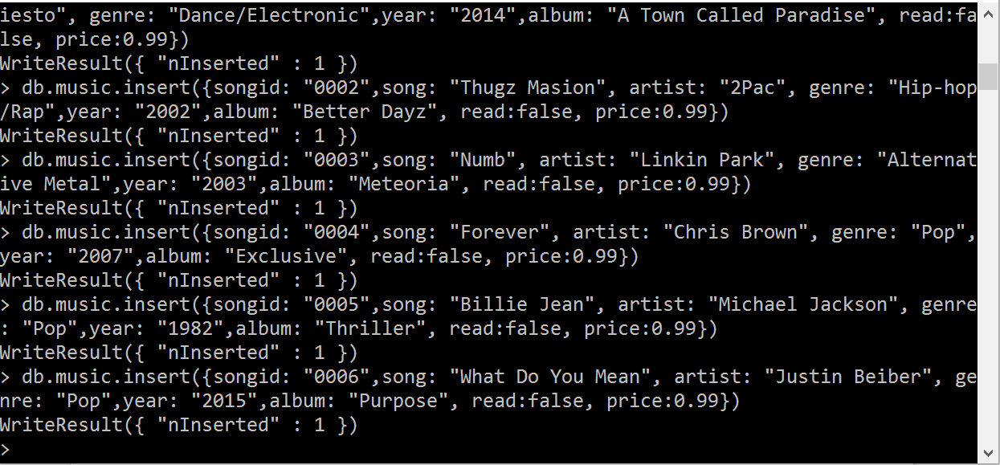 iesto", genre: "Dance/Electronic",year: "2014",album: "A Town Called Paradise", read:fa
lse, price:0.99})
WriteResult({ "nInserted" : 1 })
> db.music.insert({songid: "0002",song: "Thugz Masion", artist: "2Pac", genre: "Hip-hop
/Rap",year: "2002",album: "Better Dayz", read:false, price:0.99})
WriteResult({ "nInserted" : 1 })
> db.music.insert({songid: "0003",song: "Numb", artist: "Linkin Park", genre: "Alternat
ive Metal",year: "2003",album: "Meteoria", read:false, price:0.99})
WriteResult({ "nInserted" : 1 })
> db.music.insert({songid: "0004",song: "Forever", artist: "Chris Brown", genre: "Pop",
year: "2007",album: "Exclusive", read:false, price:0.99})
WriteResult({ "nInserted" : 1 })
> db.music.insert({songid: "0005",song: "Billie Jean", artist: "Michael Jackson", genre
: "Pop",year: "1982",album: "Thriller", read:false, price:0.99})
WriteResult({ "nInserted" : 1 })
> db.music.insert({songid: "0006",song: "What Do You Mean", artist: "Justin Beiber", ge
nre: "Pop",year: "2015",album: "Purpose", read:false, price:0.99})
WriteResult({ "nInserted" : 1 })
>